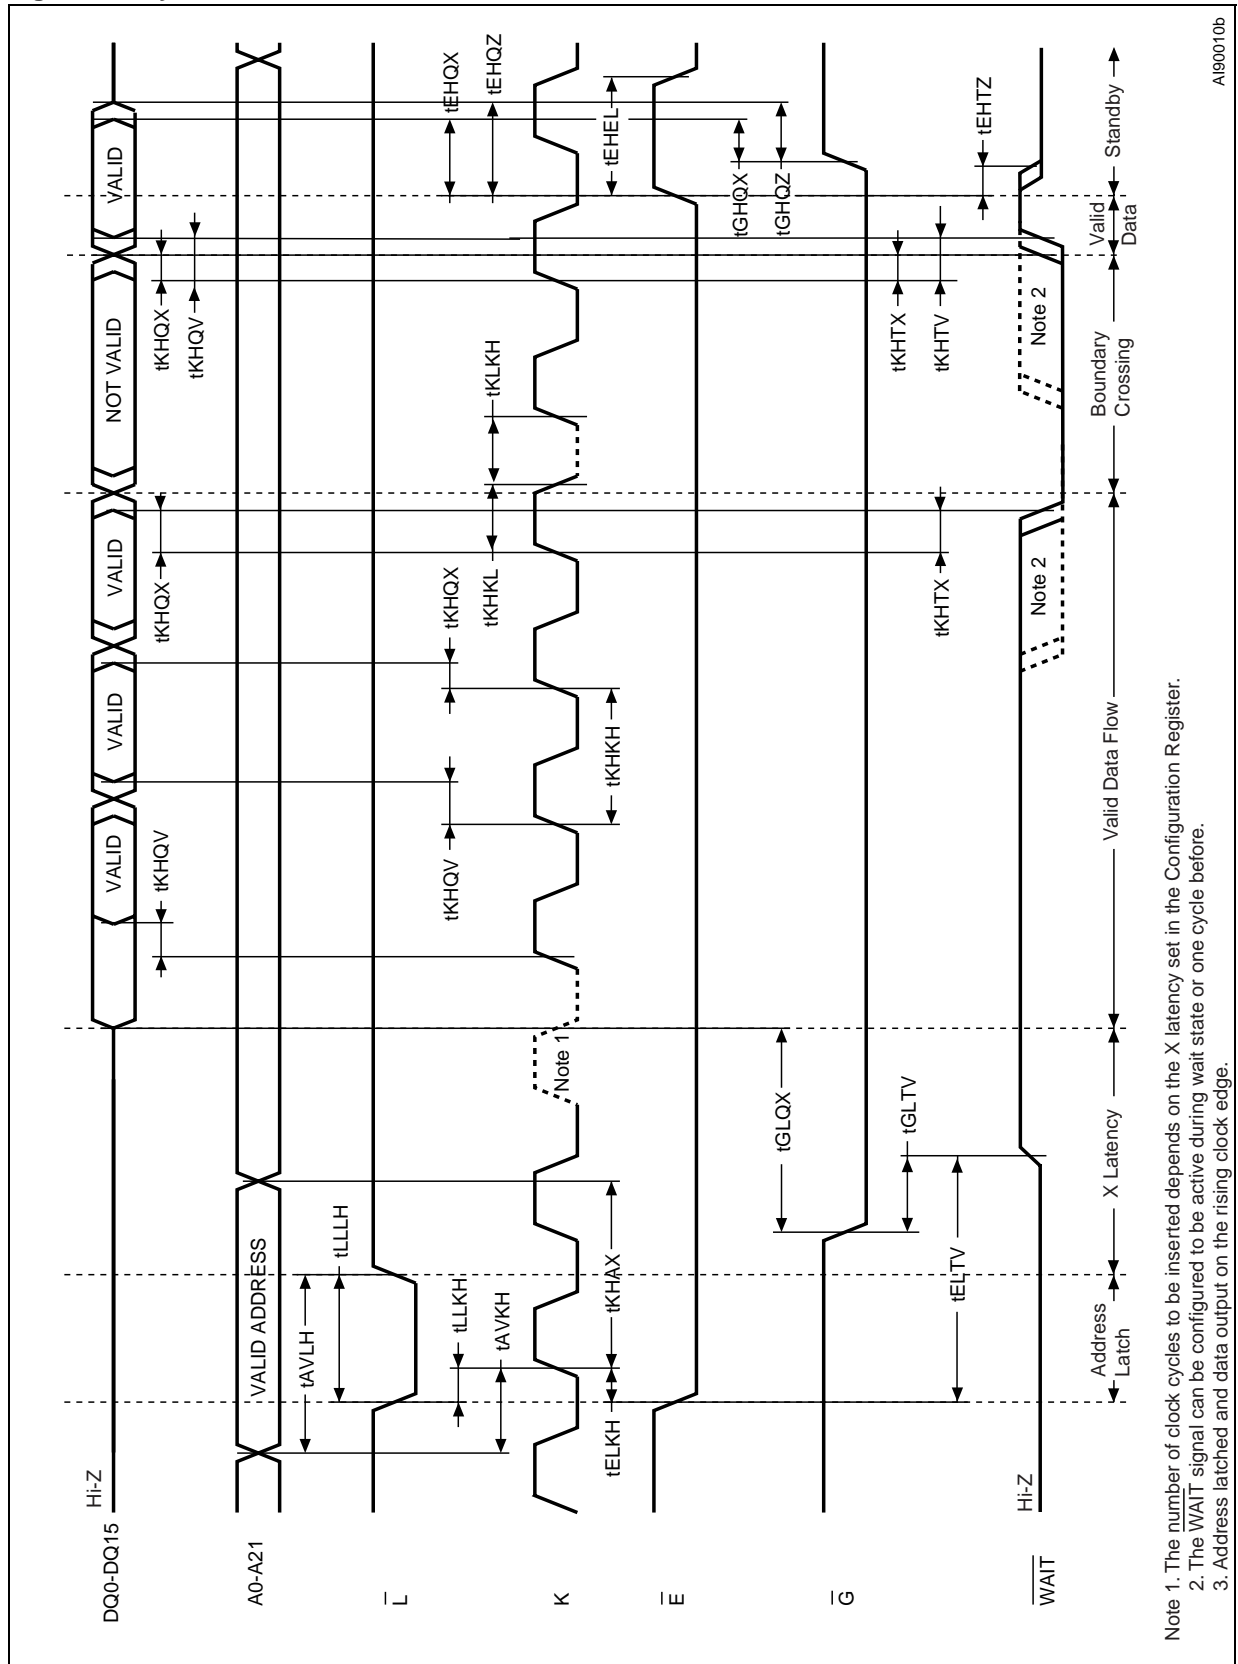 DQ0-DQ15
Hi-Z
VALID
VALID
VALID
NOT VALID
VALID
tKHQV
tKHQX
tKHQX
tKHQV
A0-A21
VALID ADDRESS
L
tAVLH
tLLLH
tLLKH
tAVKH
tKHQV
tKHQX
tKHKL
tKLKH
tEHQX
tEHQZ
K
Note 1
tELKH
tKHAX
tKHKH
tEHEL
E
tGLQX
tGHQX
tGHQZ
G
tGLTV
tELTV
tKHTX
tKHTX
tKHTV
tEHTZ
WAIT
Hi-Z
Note 2
Note 2
Address
Latch
X Latency
Valid Data Flow
Boundary
Crossing
Valid
Data
Standby
Note 1. The number of clock cycles to be inserted depends on the X latency set in the Configuration Register.
2. The WAIT signal can be configured to be active during wait state or one cycle before.
3. Address latched and data output on the rising clock edge.
AI90010b